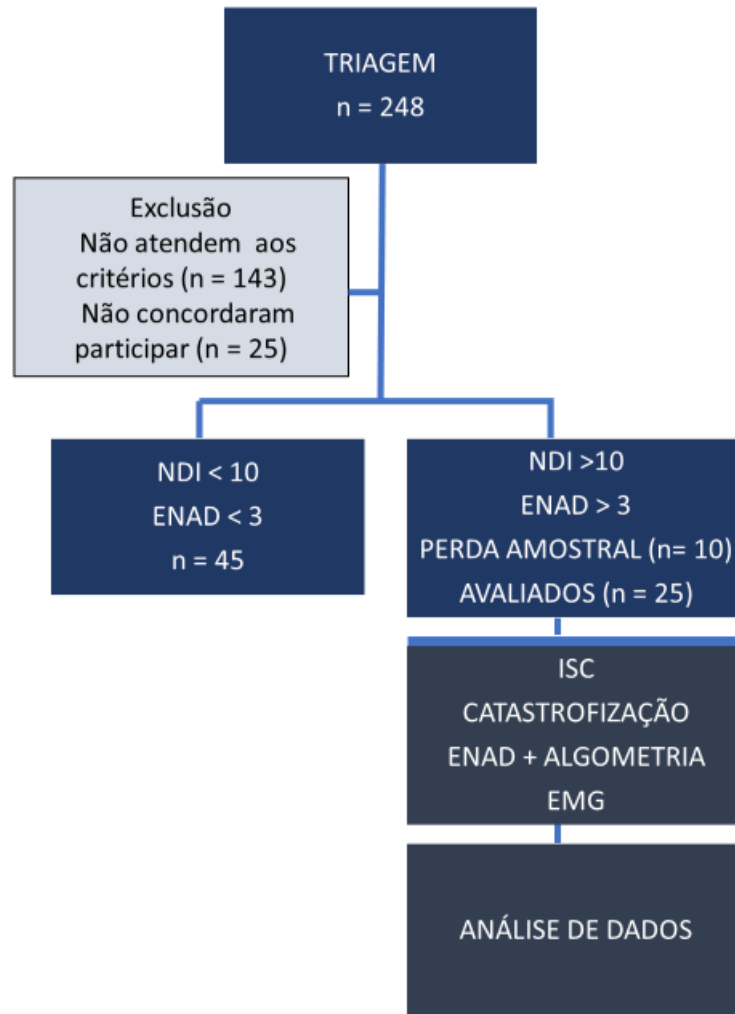 TRIAGEM
n = 248
Exclusão
Não atendem aos
critérios (n = 143)
Não concordaram
participar (n = 25)
NDI < 10
ENAD < 3
n = 45
NDI >10
ENAD > 3
PERDA AMOSTRAL (n= 10)
AVALIADOS (n = 25)
ISC
CATASTROFIZAÇÃO
ENAD + ALGOMETRIA
EMG
ANÁLISE DE DADOS